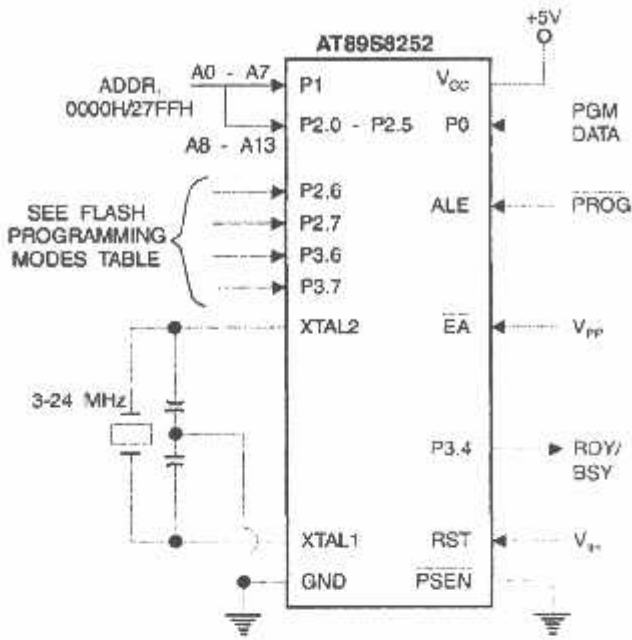 +5V
AT89S8252
A0 - A7
ADDR.
0000H/27FFH
P1
VCC
P2.0 - P2.5
P0
PGM
DATA
A8 - A13
P2.6
SEE FLASH
PROGRAMMING
MODES TABLE
P2.7
ALE
PROG
P3.6
P3.7
XTAL2
EA
VPP
3-24 MHz
P3.4
RDY/
BSY
XTAL1
RST
GND
PSEN